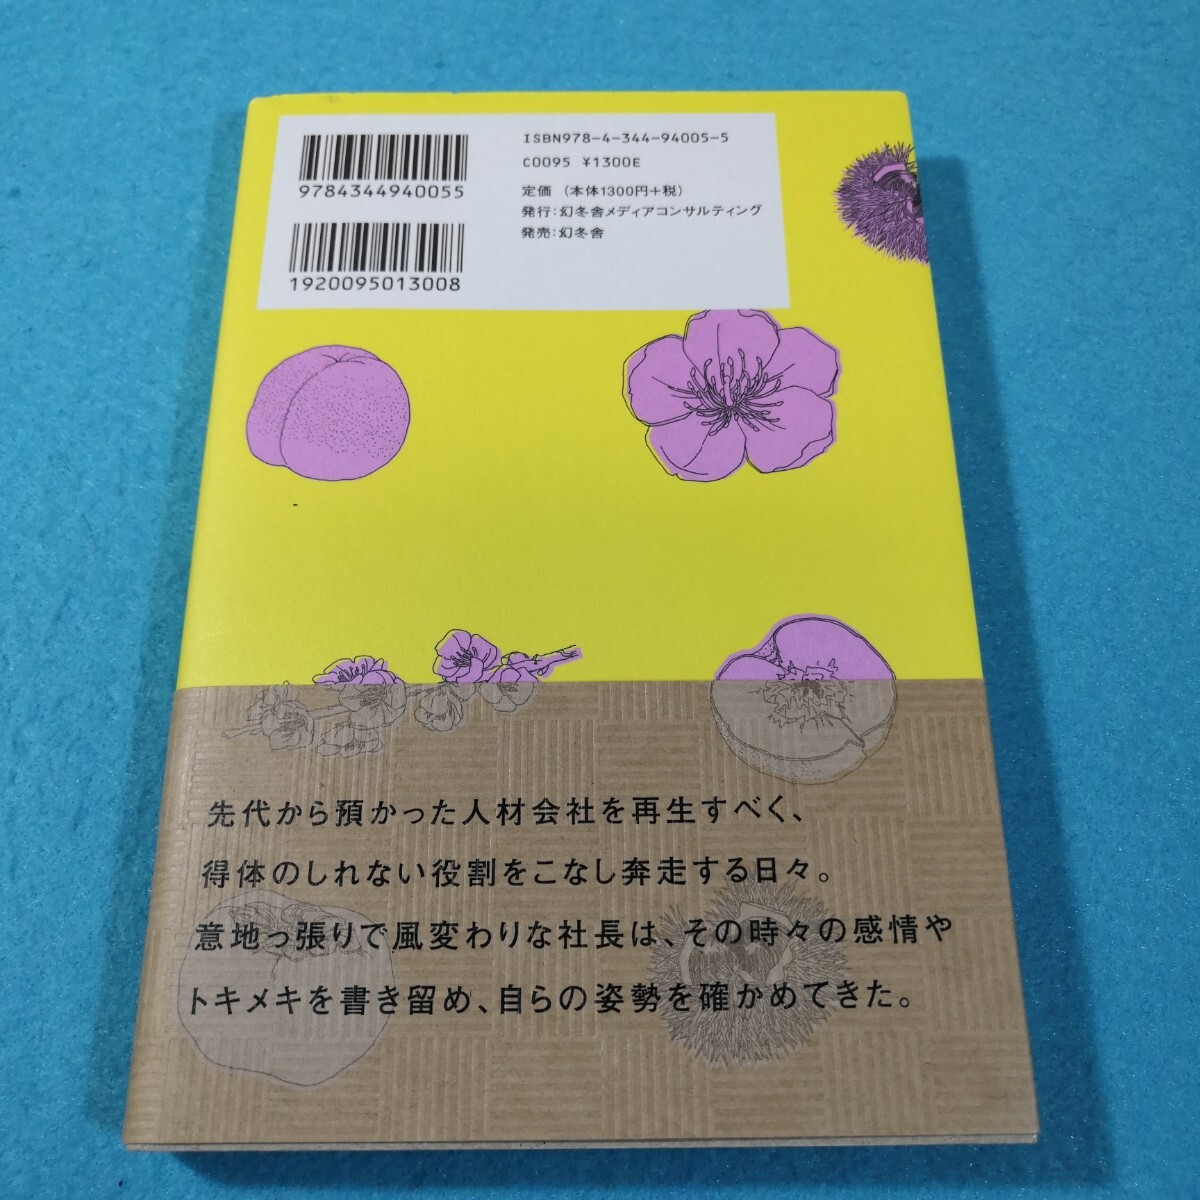 ISBN978-4-344-94005-5
C0095 ¥1300E
9784344940055
定価（本体1300円+税）
発行：幻冬舎メディアコンサルティング
発売：幻冬舎
1920095013008
先代から預かった人材会社を再生すべく、
得体のしれない役割をこなし奔走する日々。
意地っ張りで風変わりな社長は、その時々の感情や
トキメキを書き留め、自らの姿勢を確かめてきた。